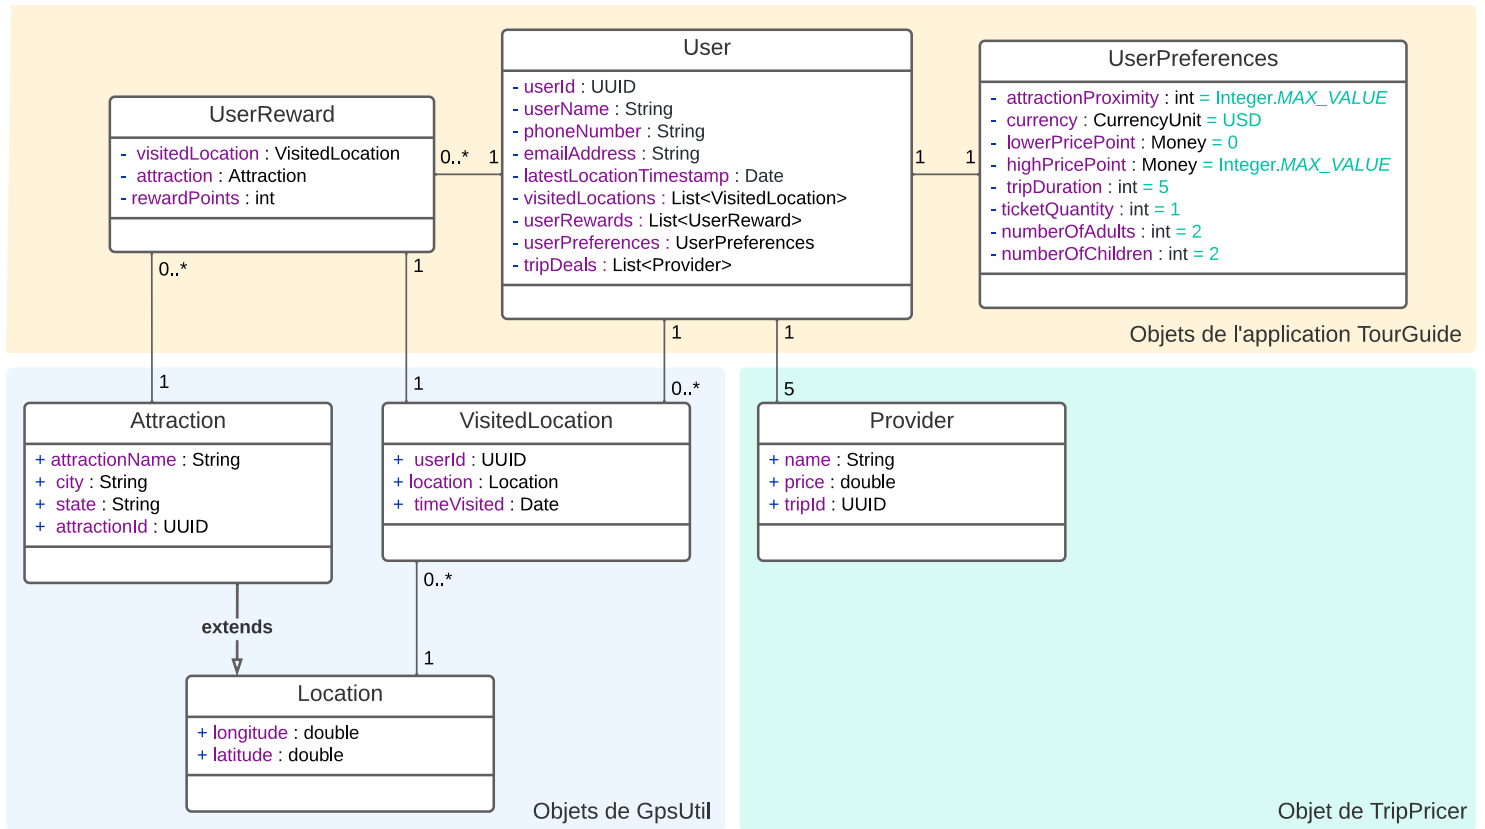 User
- userId : UUID
- userName : String
- phoneNumber : String
- emailAddress : String
- latestLocationTimestamp : Date
- visitedLocations : List<VisitedLocation>
- userRewards : List<UserReward>
- userPreferences : UserPreferences
- tripDeals : List<Provider>
UserPreferences
- attractionProximity : int = Integer.MAX_VALUE
- currency : CurrencyUnit = USD
- lowerPricePoint : Money = 0
- highPricePoint : Money = Integer.MAX_VALUE
- tripDuration : int = 5
- ticketQuantity : int = 1
- numberOfAdults : int = 2
- numberOfChildren : int = 2
UserReward
- visitedLocation : VisitedLocation
- attraction : Attraction
- rewardPoints : int
0..*
1
1
1
0..*
1
1
1
Objets de l'application TourGuide
1
1
0..*
5
Attraction
+ attractionName : String
+ city : String
+ state : String
+ attractionId : UUID
VisitedLocation
+ userId : UUID
+ location : Location
+ timeVisited : Date
Provider
+ name : String
+ price : double
+ tripId : UUID
0..*
extends
1
Location
+ longitude : double
+ latitude : double
Objets de GpsUtil
Objet de TripPricer